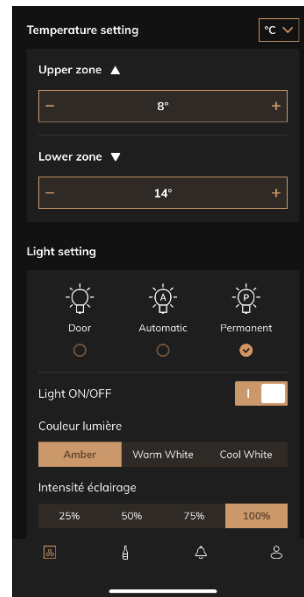 Temperature setting °C
Upper zone ▲
− 8° +
Lower zone ▼
− 14° +
Light setting
A P
Door Automatic Permanent
Light ON/OFF I
Couleur lumière
Amber Warm White Cool White
Intensité éclairage
25% 50% 75% 100%